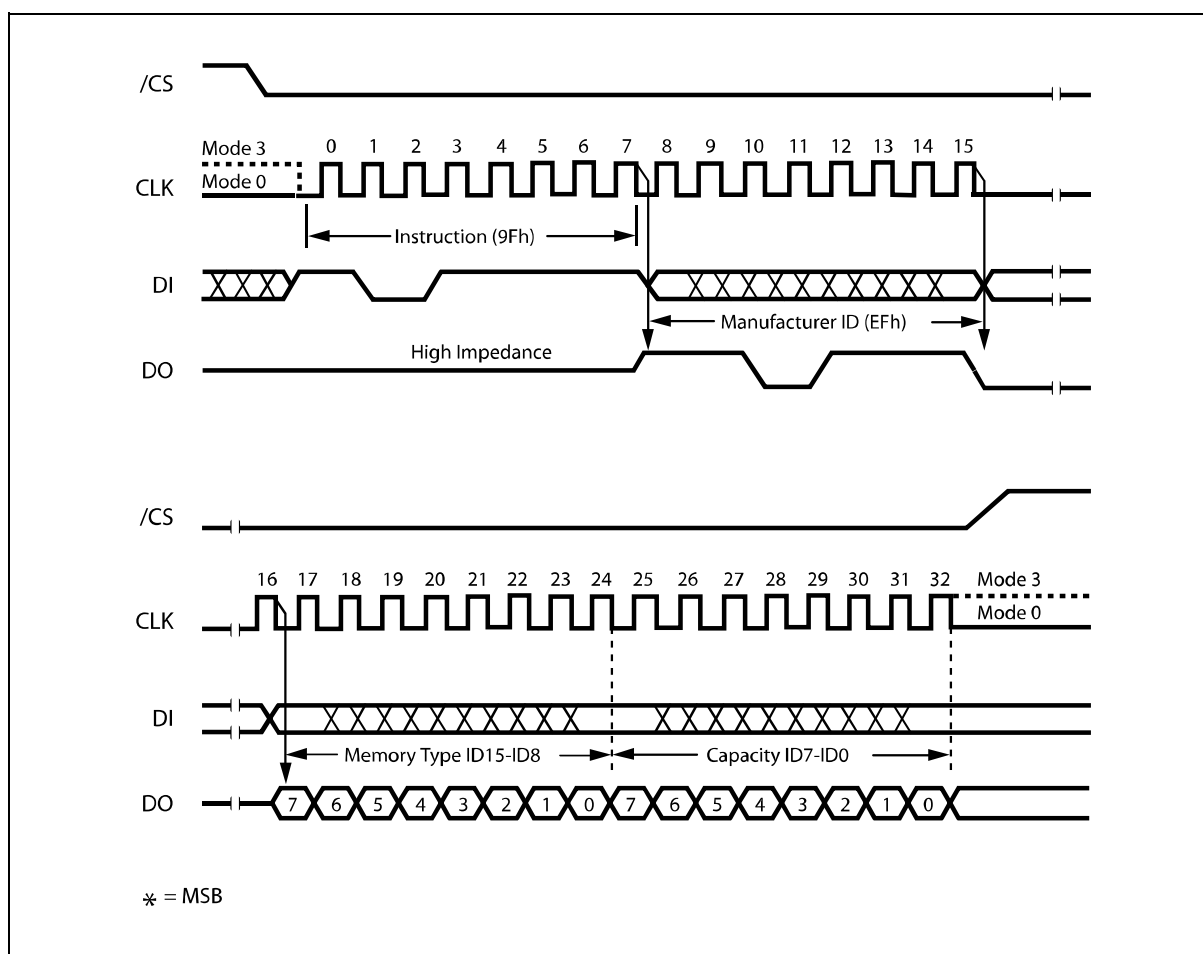 /CS
Mode 3
0 1 2 3 4 5 6 7 8 9 10 11 12 13 14 15
CLK
Mode 0
Instruction (9Fh)
DI
Manufacturer ID (EFh)
High Impedance
DO
/CS
16 17 18 19 20 21 22 23 24 25 26 27 28 29 30 31 32
Mode 3
CLK
Mode 0
DI
Memory Type ID15-ID8
Capacity ID7-ID0
DO
7 6 5 4 3 2 1 0 7 6 5 4 3 2 1 0
* = MSB